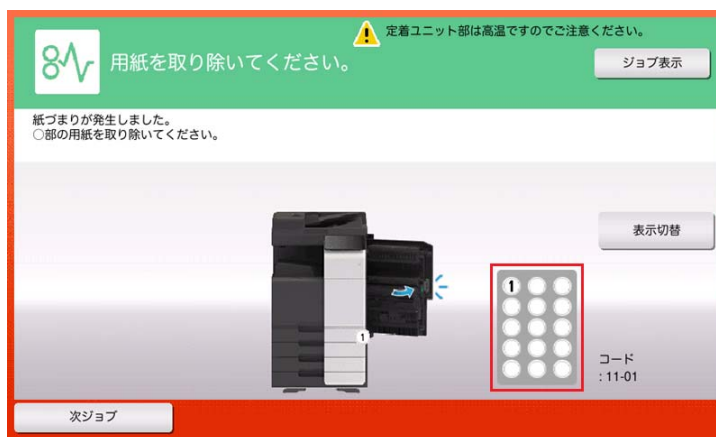 定着ユニット部は高温ですのでご注意ください。
用紙を取り除いてください。
ジョブ表示
紙づまりが発生しました。
○部の用紙を取り除いてください。
表示切替
1
1
コード
: 11-01
次ジョブ